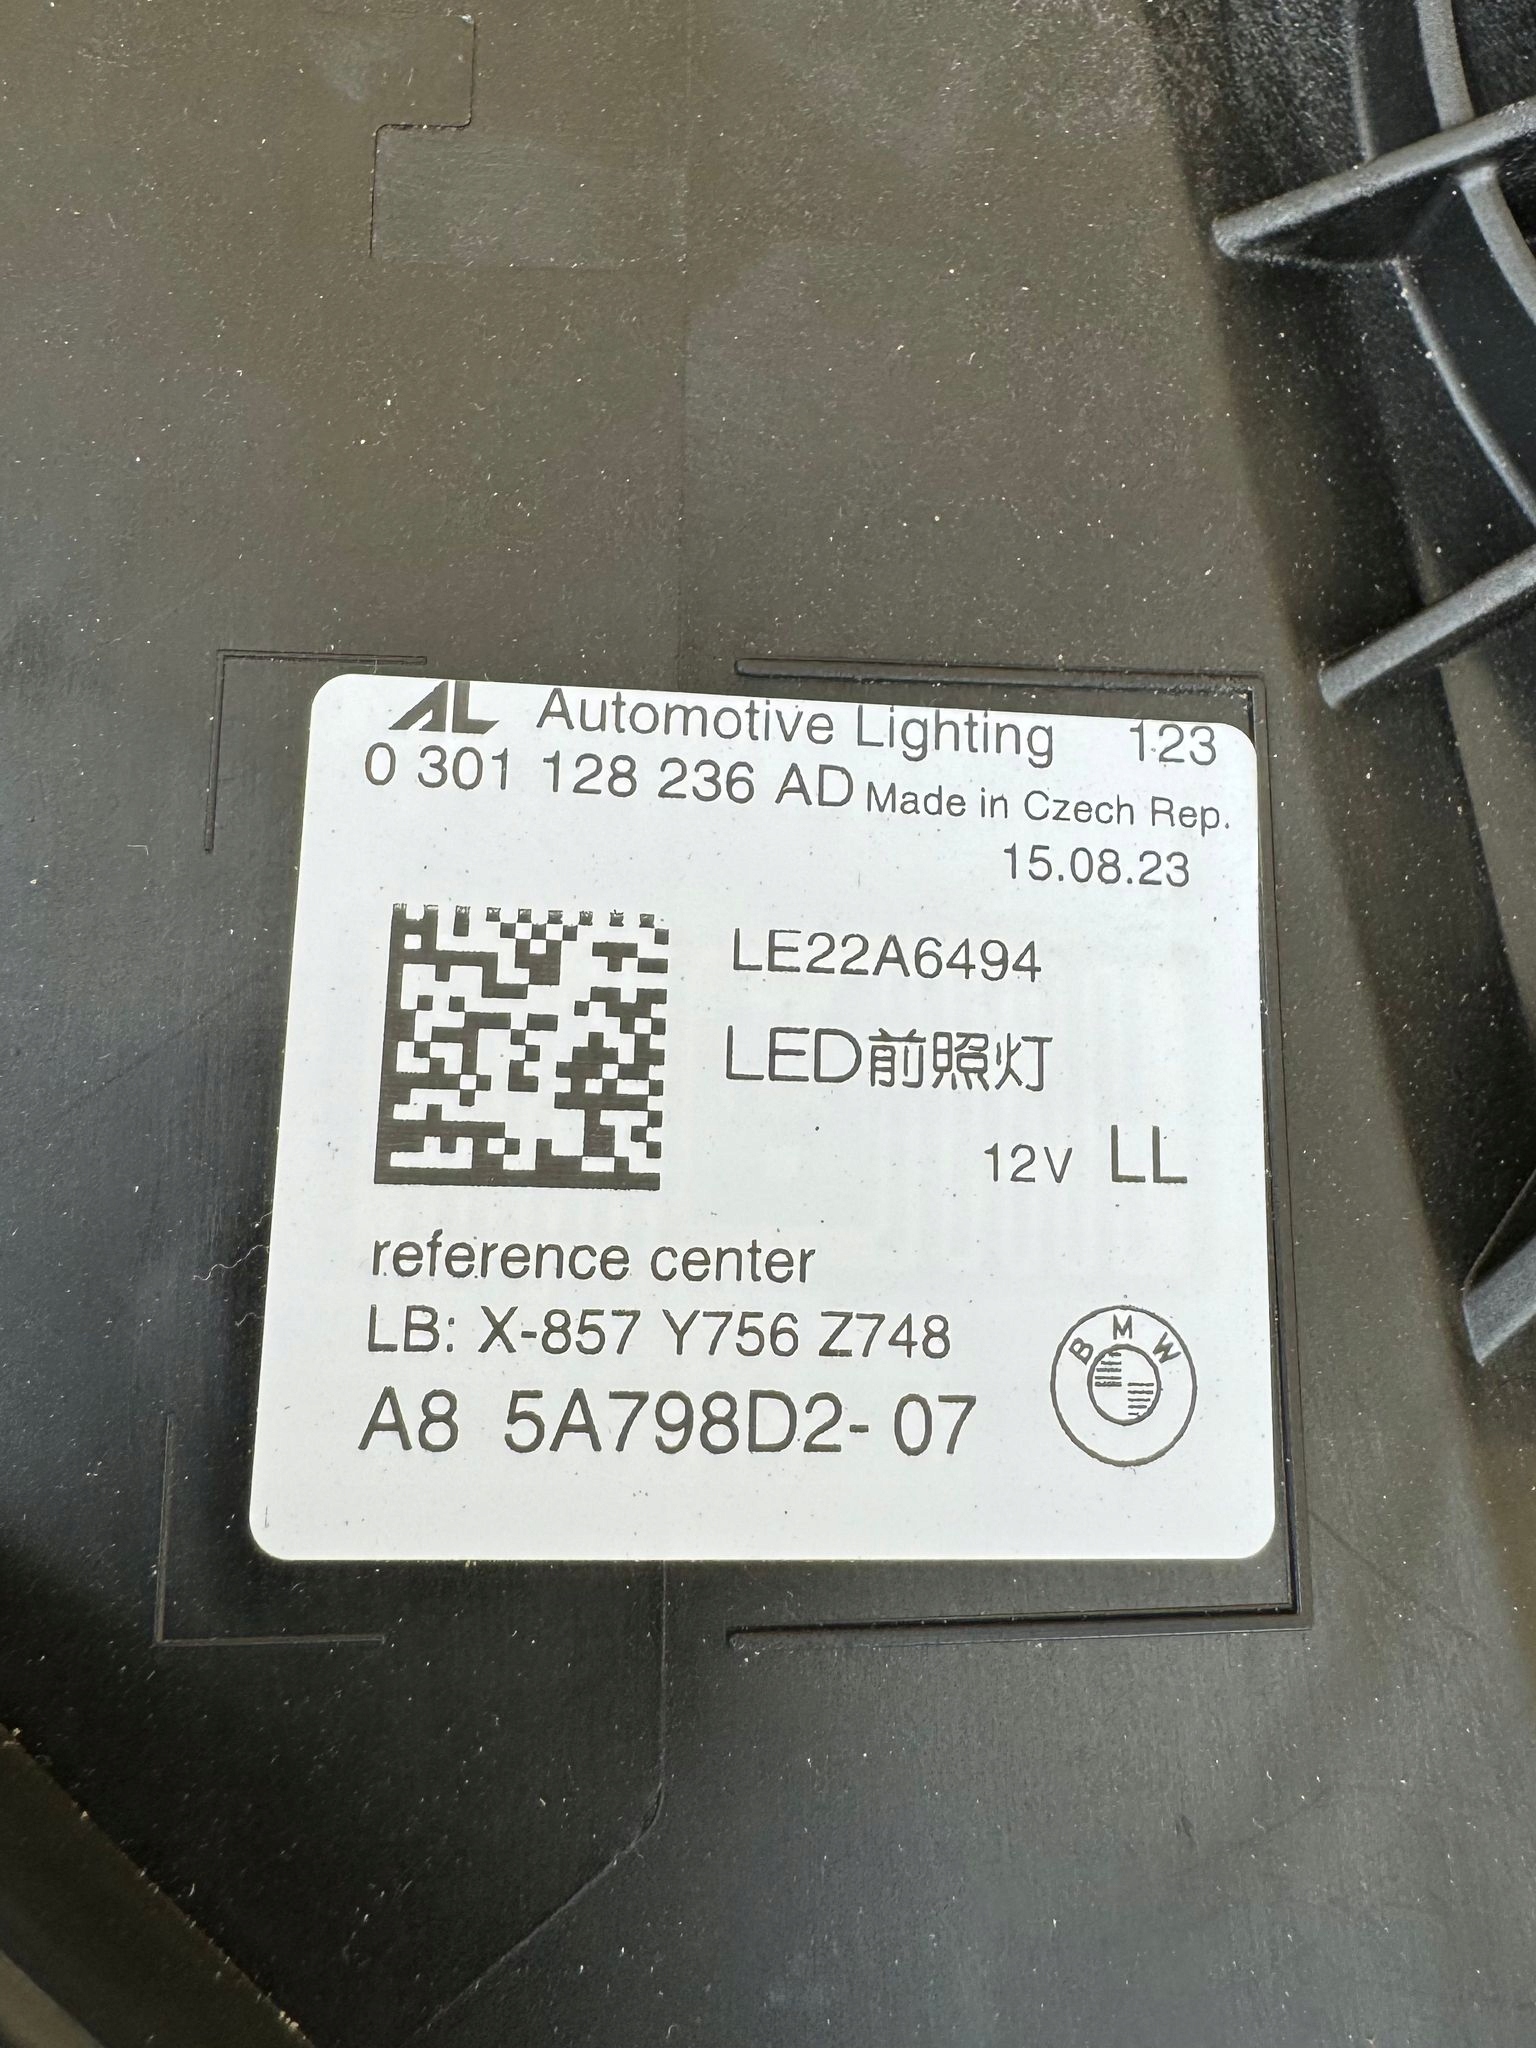 AL Automotive Lighting 123
0 301 128 236 AD Made in Czech Rep.
15.08.23
LE22A6494
LED前照灯
12V LL
reference center
LB: X-857 Y756 Z748
BMW
A8 5A798D2-07